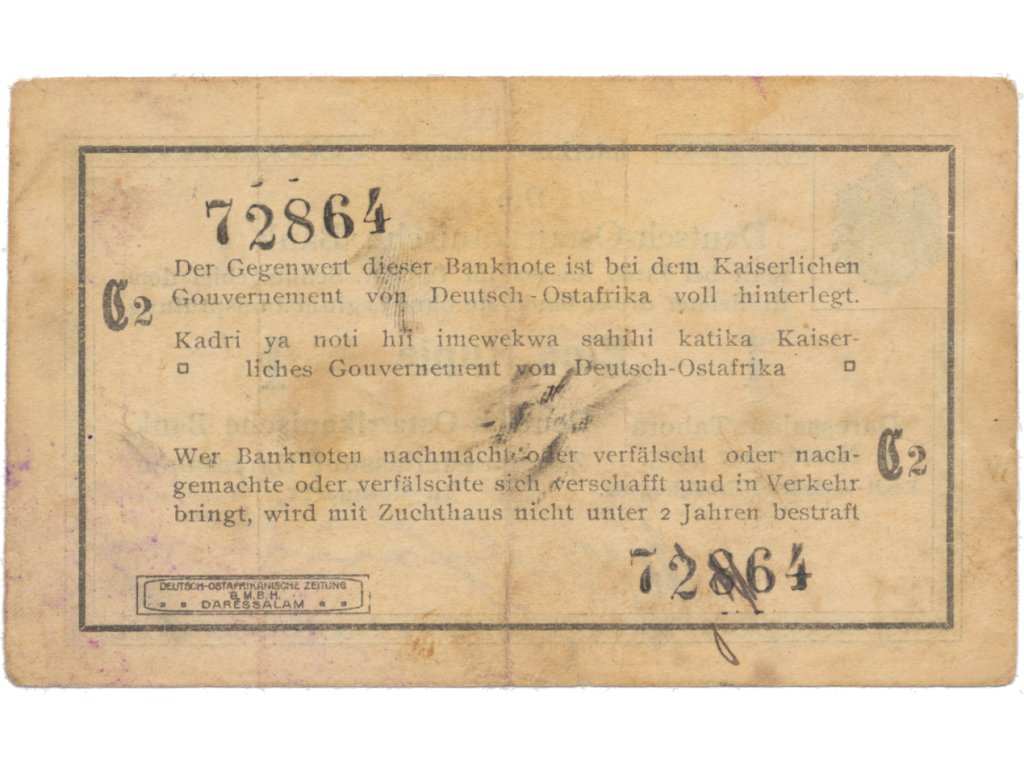 72864
Der Gegenwert dieser Banknote ist bei dem Kaiserlichen
C2
Gouvernement von Deutsch-Ostafrika voll hinterlegt.
Kadri ya noti hii imewekwa sahihi katika Kaiser-
liches Gouvernement von Deutsch-Ostafrika
Wer Banknoten nachmacht oder verfälscht oder nach-
C2
gemachte oder verfälschte sich verschafft und in Verkehr
bringt, wird mit Zuchthaus nicht unter 2 Jahren bestraft
72864
DEUTSCH-OSTAFRIKANISCHE ZEITUNG
G.M.B.H.
DARESSALAM